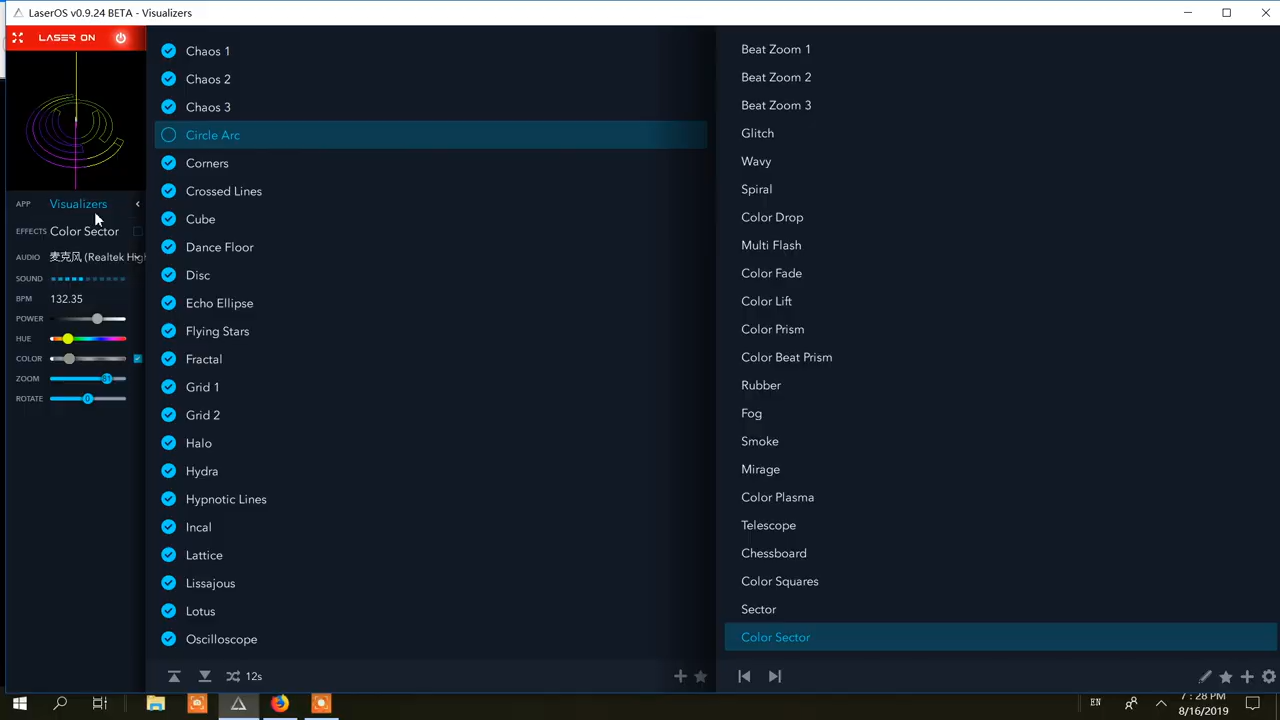 LaserOS v0.9.24 BETA - Visualizers
LASER ON
APP Visualizers
EFFECTS Color Sector
AUDIO 麦克风 (Realtek High
SOUND
BPM 132.35
POWER
HUE
COLOR
ZOOM 81
ROTATE 0
Chaos 1
Chaos 2
Chaos 3
Circle Arc
Corners
Crossed Lines
Cube
Dance Floor
Disc
Echo Ellipse
Flying Stars
Fractal
Grid 1
Grid 2
Halo
Hydra
Hypnotic Lines
Incal
Lattice
Lissajous
Lotus
Oscilloscope
12s
Beat Zoom 1
Beat Zoom 2
Beat Zoom 3
Glitch
Wavy
Spiral
Color Drop
Multi Flash
Color Fade
Color Lift
Color Prism
Color Beat Prism
Rubber
Fog
Smoke
Mirage
Color Plasma
Telescope
Chessboard
Color Squares
Sector
Color Sector
EN
7:28 PM
8/16/2019